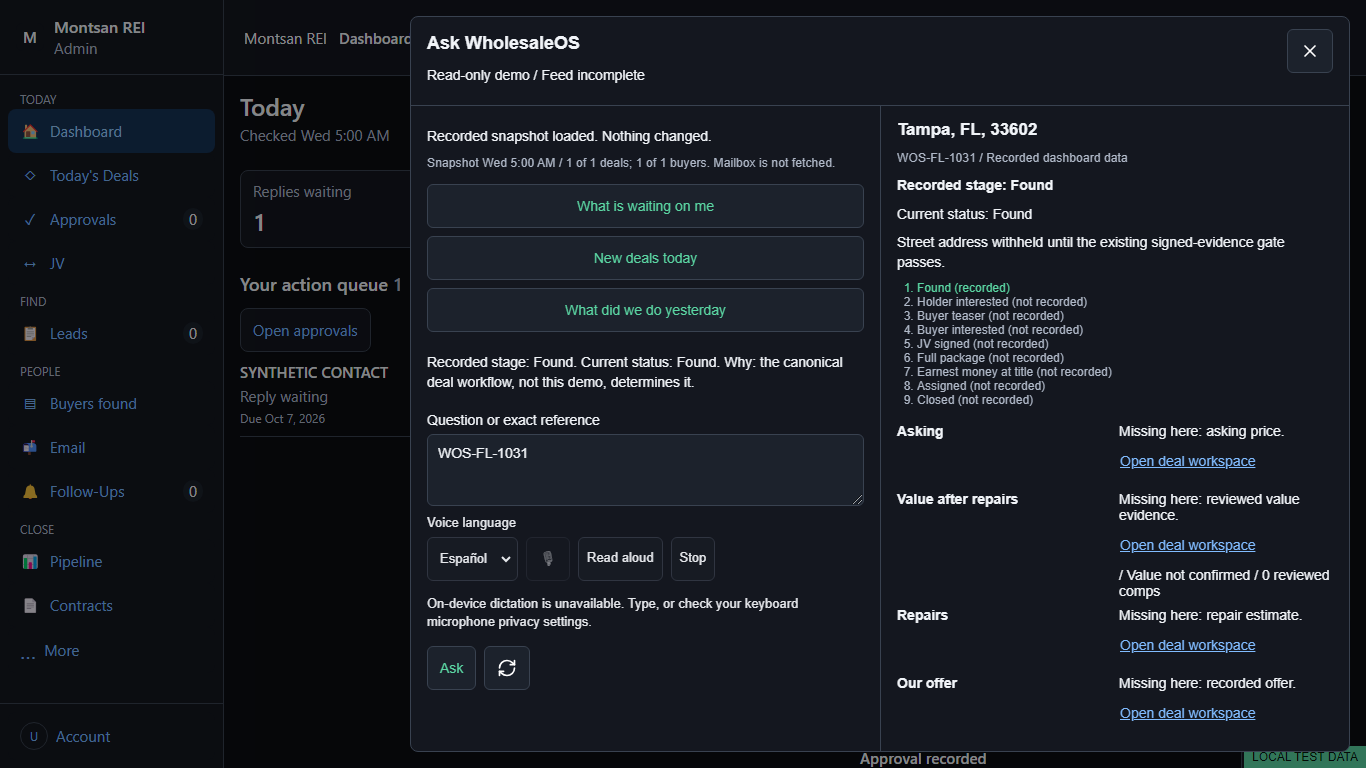 M
Montsan REI
Admin
TODAY
Dashboard
Today's Deals
Approvals 0
JV
FIND
Leads 0
PEOPLE
Buyers found
Email
Follow-Ups 0
CLOSE
Pipeline
Contracts
... More
U Account
Montsan REI Dashboard
Today
Checked Wed 5:00 AM
Replies waiting
1
Your action queue 1
Open approvals
SYNTHETIC CONTACT
Reply waiting
Due Oct 7, 2026
Ask WholesaleOS
Read-only demo / Feed incomplete
Recorded snapshot loaded. Nothing changed.
Snapshot Wed 5:00 AM / 1 of 1 deals; 1 of 1 buyers. Mailbox is not fetched.
What is waiting on me
New deals today
What did we do yesterday
Recorded stage: Found. Current status: Found. Why: the canonical
deal workflow, not this demo, determines it.
Question or exact reference
WOS-FL-1031
Voice language
Español
Read aloud
Stop
On-device dictation is unavailable. Type, or check your keyboard
microphone privacy settings.
Ask
Tampa, FL, 33602
WOS-FL-1031 / Recorded dashboard data
Recorded stage: Found
Current status: Found
Street address withheld until the existing signed-evidence gate
passes.
1. Found (recorded)
2. Holder interested (not recorded)
3. Buyer teaser (not recorded)
4. Buyer interested (not recorded)
5. JV signed (not recorded)
6. Full package (not recorded)
7. Earnest money at title (not recorded)
8. Assigned (not recorded)
9. Closed (not recorded)
Asking Missing here: asking price.
Open deal workspace
Value after repairs Missing here: reviewed value
evidence.
Open deal workspace
/ Value not confirmed / 0 reviewed
comps
Repairs Missing here: repair estimate.
Open deal workspace
Our offer Missing here: recorded offer.
Open deal workspace
Approval recorded
LOCAL TEST DATA